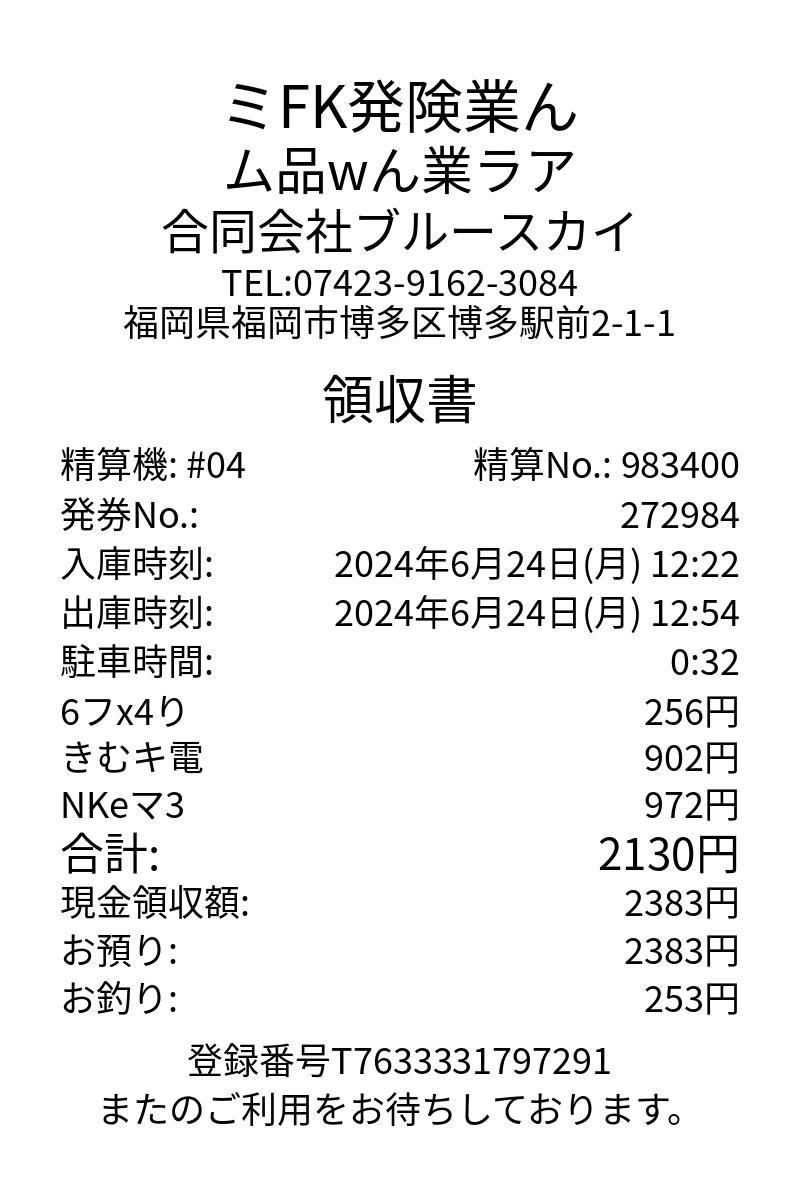 ミFK発険業ん
ム品wん業ラア
合同会社ブルースカイ
TEL:07423-9162-3084
福岡県福岡市博多区博多駅前2-1-1
領収書
精算機: #04 精算No.: 983400
発券No.: 272984
入庫時刻: 2024年6月24日(月) 12:22
出庫時刻: 2024年6月24日(月) 12:54
駐車時間: 0:32
6フx4り 256円
きむキ電 902円
NKeマ3 972円
合計: 2130円
現金領収額: 2383円
お預り: 2383円
お釣り: 253円
登録番号T7633331797291
またのご利用をお待ちしております。